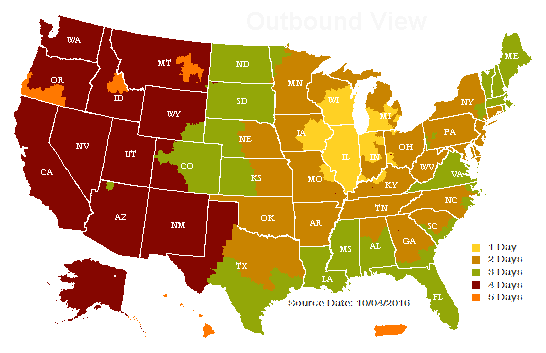 Outbound View
WA
MT
ND
ME
OR
ID
MN
SD
WI
MI
NY
WY
IA
PA
NV
NE
OH
UT
IL
IN
CO
WV
VA
CA
KS
MO
KY
NC
TN
AZ
NM
OK
AR
SC
MS
AL
GA
TX
LA
FL
1 Day
2 Days
3 Days
4 Days
5 Days
Source Date: 10/04/2016